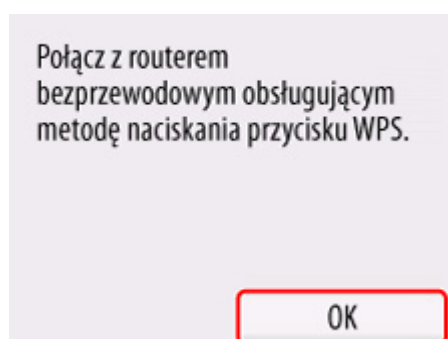 Połącz z routerem
bezprzewodowym obsługującym
metodę naciskania przycisku WPS.
OK